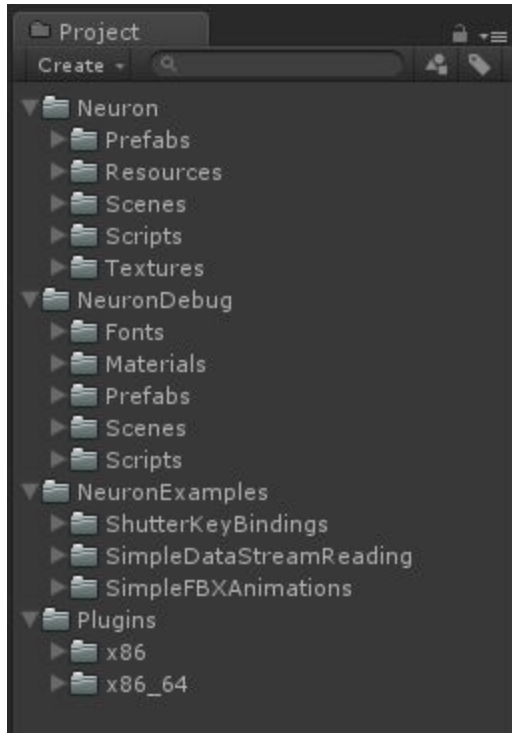 Project
Create
Neuron
Prefabs
Resources
Scenes
Scripts
Textures
NeuronDebug
Fonts
Materials
Prefabs
Scenes
Scripts
NeuronExamples
ShutterKeyBindings
SimpleDataStreamReading
SimpleFBXAnimations
Plugins
x86
x86_64